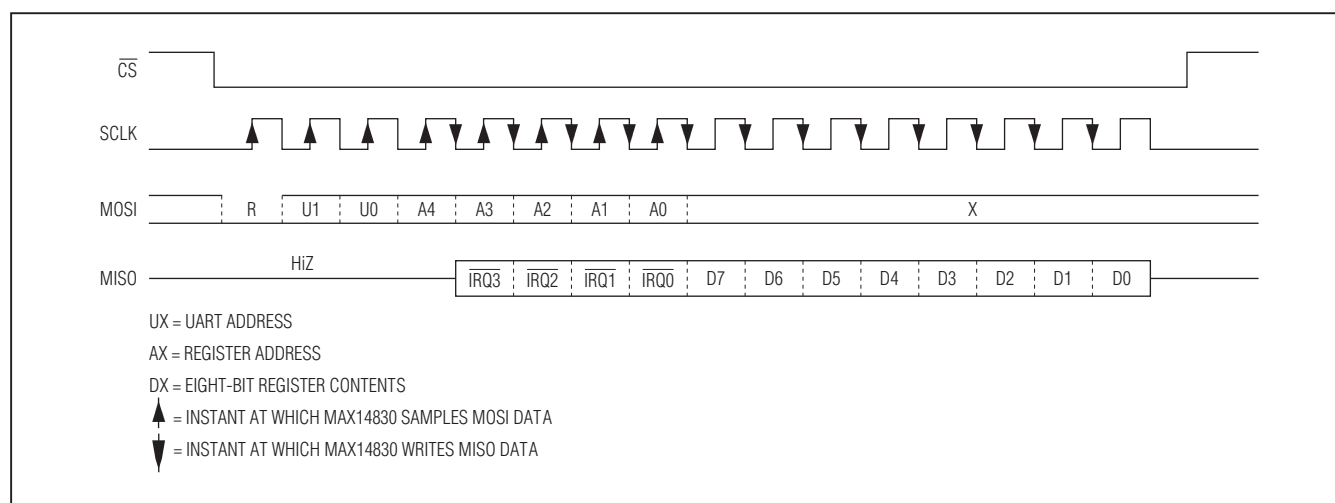 CS
SCLK
MOSI R U1 U0 A4 A3 A2 A1 A0 X
HiZ
MISO IRQ3 IRQ2 IRQ1 IRQ0 D7 D6 D5 D4 D3 D2 D1 D0
UX = UART ADDRESS
AX = REGISTER ADDRESS
DX = EIGHT-BIT REGISTER CONTENTS
= INSTANT AT WHICH MAX14830 SAMPLES MOSI DATA
= INSTANT AT WHICH MAX14830 WRITES MISO DATA